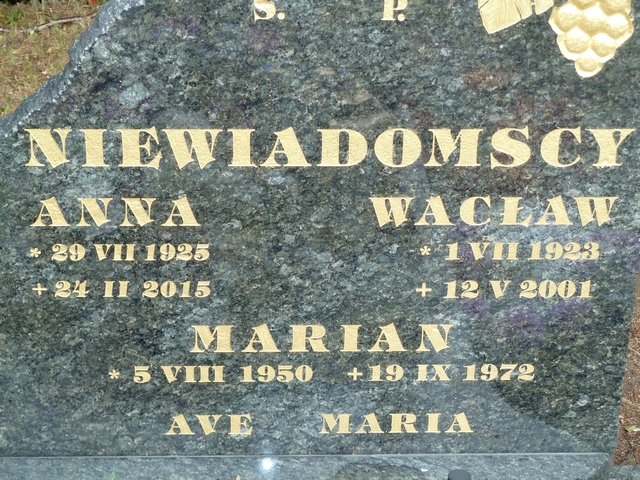 S. P.
NIEWIADOMSCY
ANNA WACŁAW
* 29 VII 1925 * 1 VII 1923
+ 24 II 2015 + 12 V 2001
MARIAN
* 5 VIII 1950 + 19 IX 1972
AVE MARIA